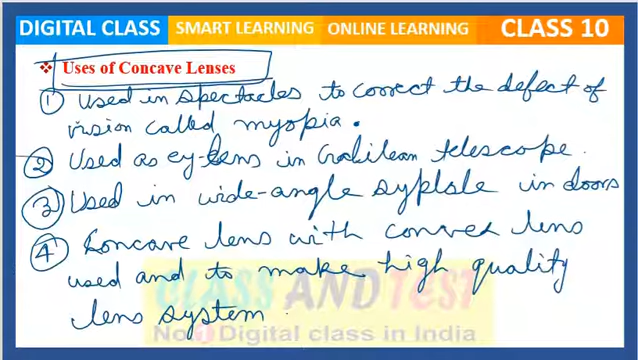 DIGITAL CLASS SMART LEARNING ONLINE LEARNING CLASS 10
Uses of Concave Lenses
1 Used in spectacles to correct the defect of
vision called myopia.
2 Used as eye lens in Galilean telescope.
3 Used in wide-angle in doors
4 Concave lens with convex lens
used and to make high quality
lens system
CLASS AND TEST
No 1 Digital class in India